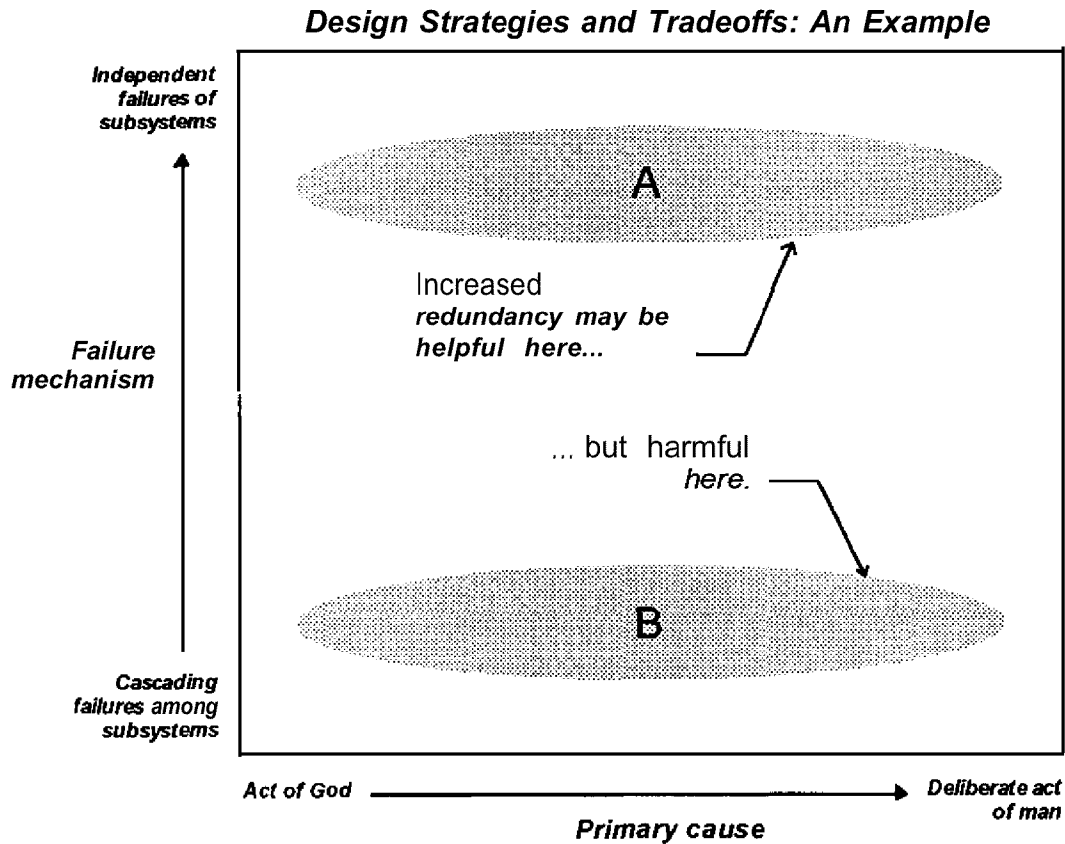 Design Strategies and Tradeoffs: An Example
Independent
failures of
subsystems
A
Increased
redundancy may be
helpful here...
Failure
mechanism
... but harmful
here.
B
Cascading
failures among
subsystems
Act of God
Deliberate act
of man
Primary cause